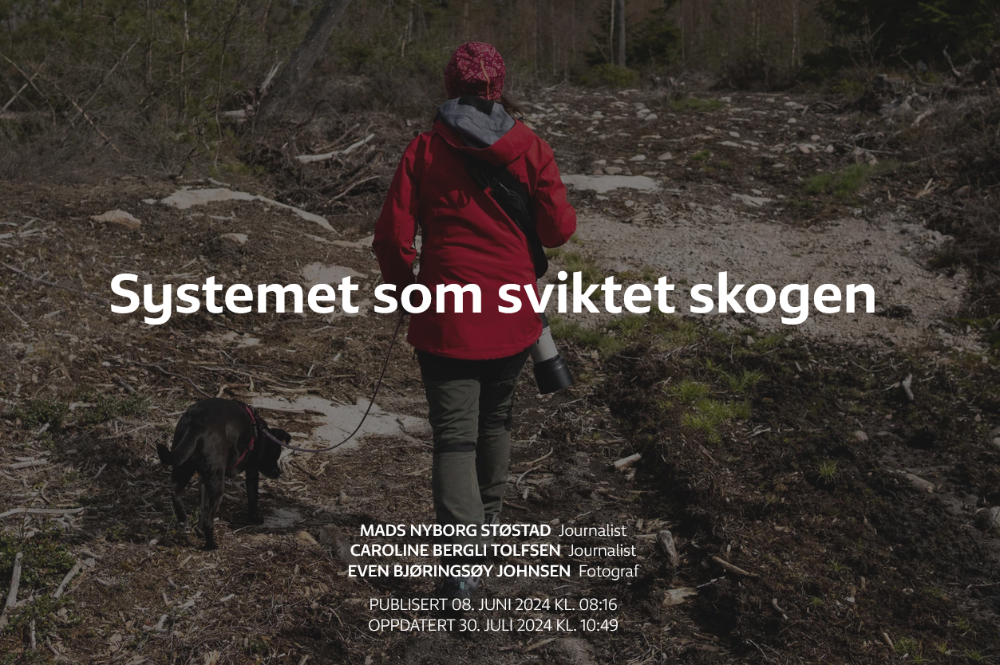 Systemet som sviktet skogen
MADS NYBORG STØSTAD Journalist
CAROLINE BERGLI TOLFSEN Journalist
EVEN BJØRINGSØY JOHNSEN Fotograf
PUBLISERT 08. JUNI 2024 KL. 08:16
OPPDATERT 30. JULI 2024 KL. 10:49